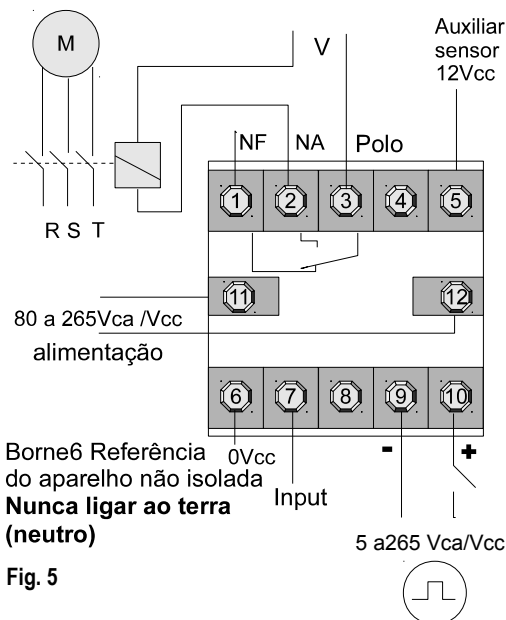 M
V
Auxiliar
sensor
12Vcc
NF NA Polo
1 2 3 4 5
R S T
11 12
80 a 265Vca /Vcc
alimentação
6 7 8 9 10
Borne6 Referência
do aparelho não isolada
Nunca ligar ao terra
(neutro)
0Vcc
Input
- +
5 a265 Vca/Vcc
Fig. 5